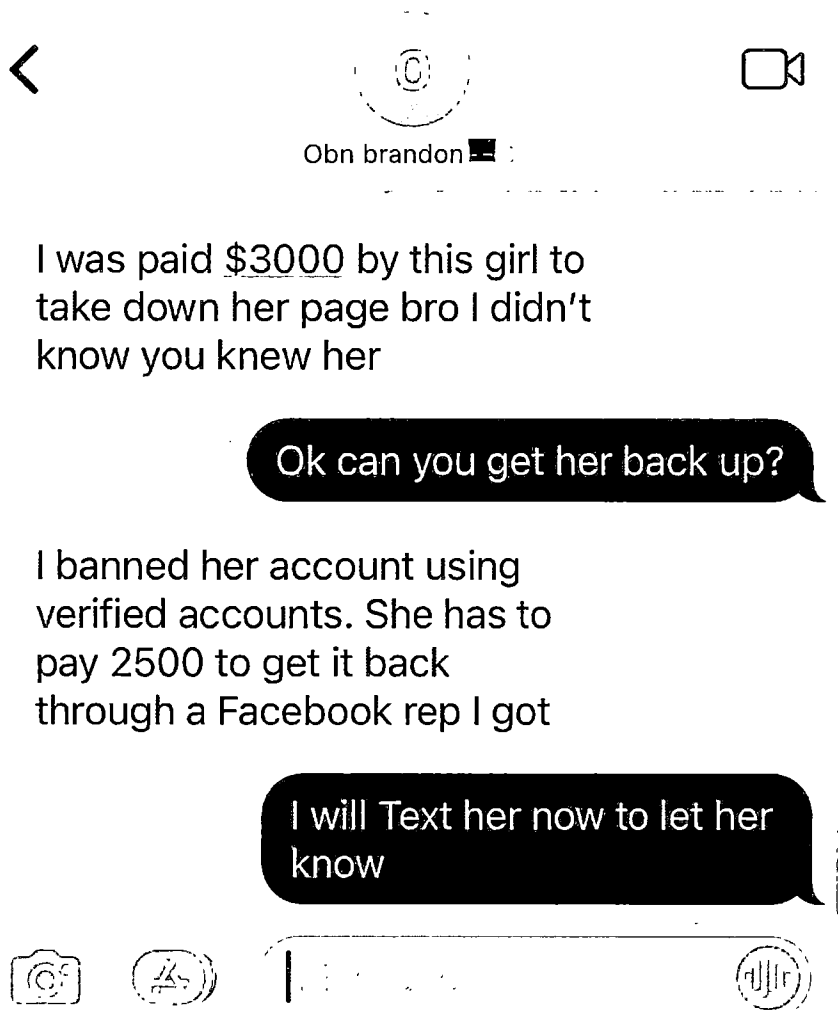 Obn brandon
I was paid $3000 by this girl to
take down her page bro I didn't
know you knew her
Ok can you get her back up?
I banned her account using
verified accounts. She has to
pay 2500 to get it back
through a Facebook rep I got
I will Text her now to let her
know